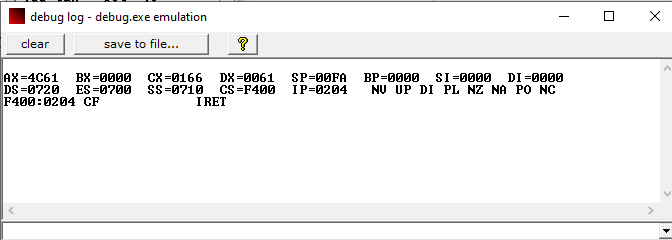 debug log - debug.exe emulation
clear save to file... ?
AX=4C61 BX=0000 CX=0166 DX=0061 SP=00FA BP=0000 SI=0000 DI=0000
DS=0720 ES=0700 SS=0710 CS=F400 IP=0204 NV UP DI PL NZ NA PO NC
F400:0204 CF IRET